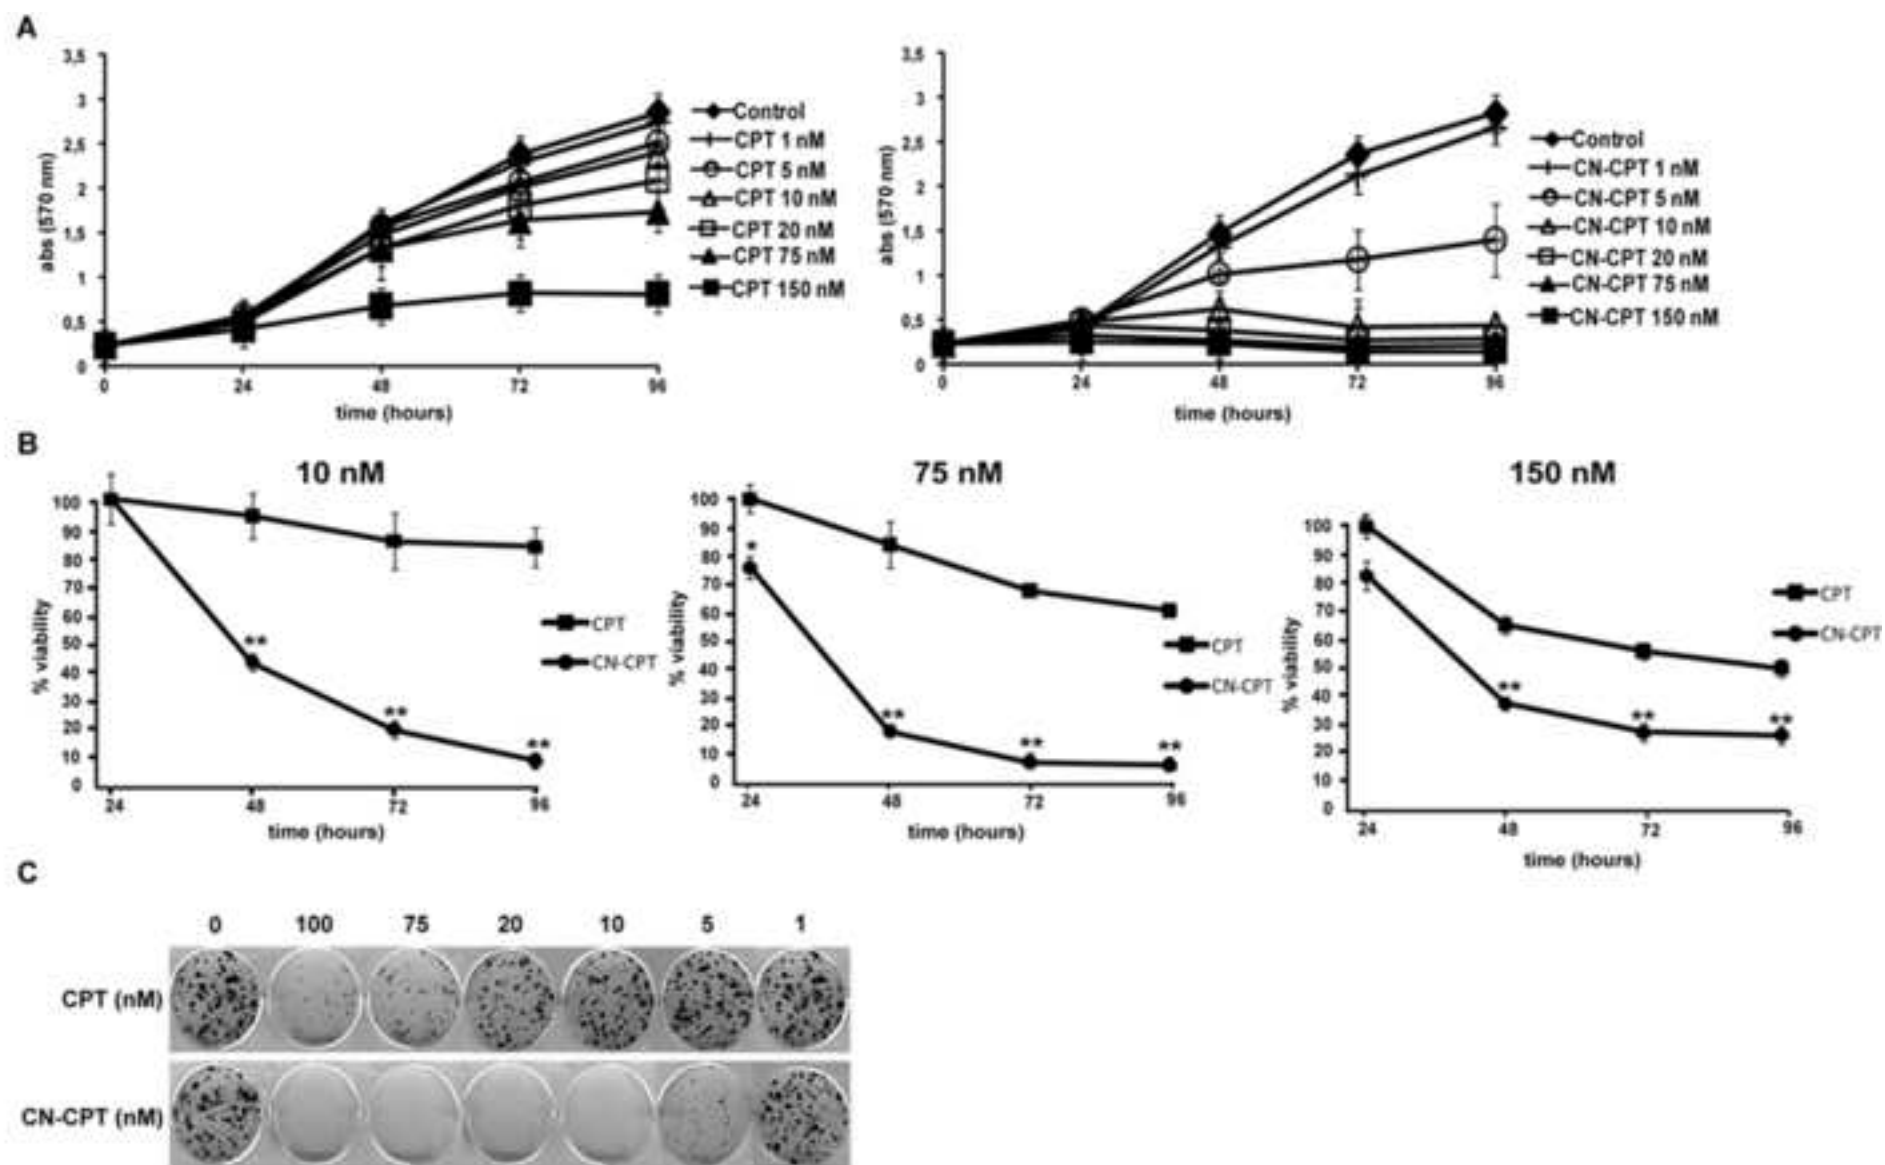 A
3,5
3
2,5
2
1,5
1
0,5
0
abs (570 nm)
0 24 48 72 96
time (hours)
Control
CPT 1 nM
CPT 5 nM
CPT 10 nM
CPT 20 nM
CPT 75 nM
CPT 150 nM
3,5
3
2,5
2
1,5
1
0,5
0
abs (570 nm)
0 24 48 72 96
time (hours)
Control
CN-CPT 1 nM
CN-CPT 5 nM
CN-CPT 10 nM
CN-CPT 20 nM
CN-CPT 75 nM
CN-CPT 150 nM
B
10 nM
100
90
80
70
60
50
40
30
20
10
0
% viability
**
**
**
24 48 72 96
time (hours)
CPT
CN-CPT
75 nM
100
90
80
70
60
50
40
30
20
10
0
% viability
*
**
**
**
24 48 72 96
time (hours)
CPT
CN-CPT
150 nM
100
90
80
70
60
50
40
30
20
10
0
% viability
**
**
**
24 48 72 96
time (hours)
CPT
CN-CPT
C
0 100 75 20 10 5 1
CPT (nM)
CN-CPT (nM)